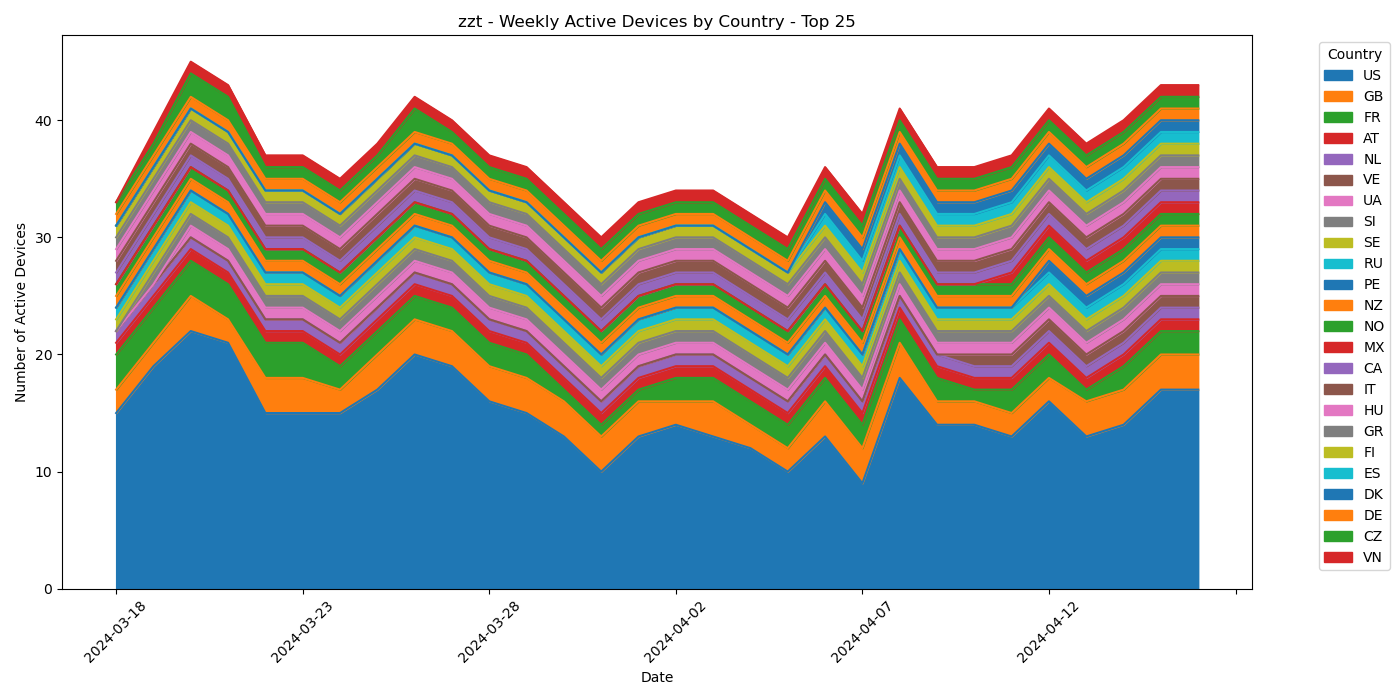 zzt - Weekly Active Devices by Country - Top 25
Number of Active Devices
40
30
20
10
0
2024-03-18
2024-03-23
2024-03-28
2024-04-02
2024-04-07
2024-04-12
Date
Country
US
GB
FR
AT
NL
VE
UA
SI
SE
RU
PE
NZ
NO
MX
CA
IT
HU
GR
FI
ES
DK
DE
CZ
VN